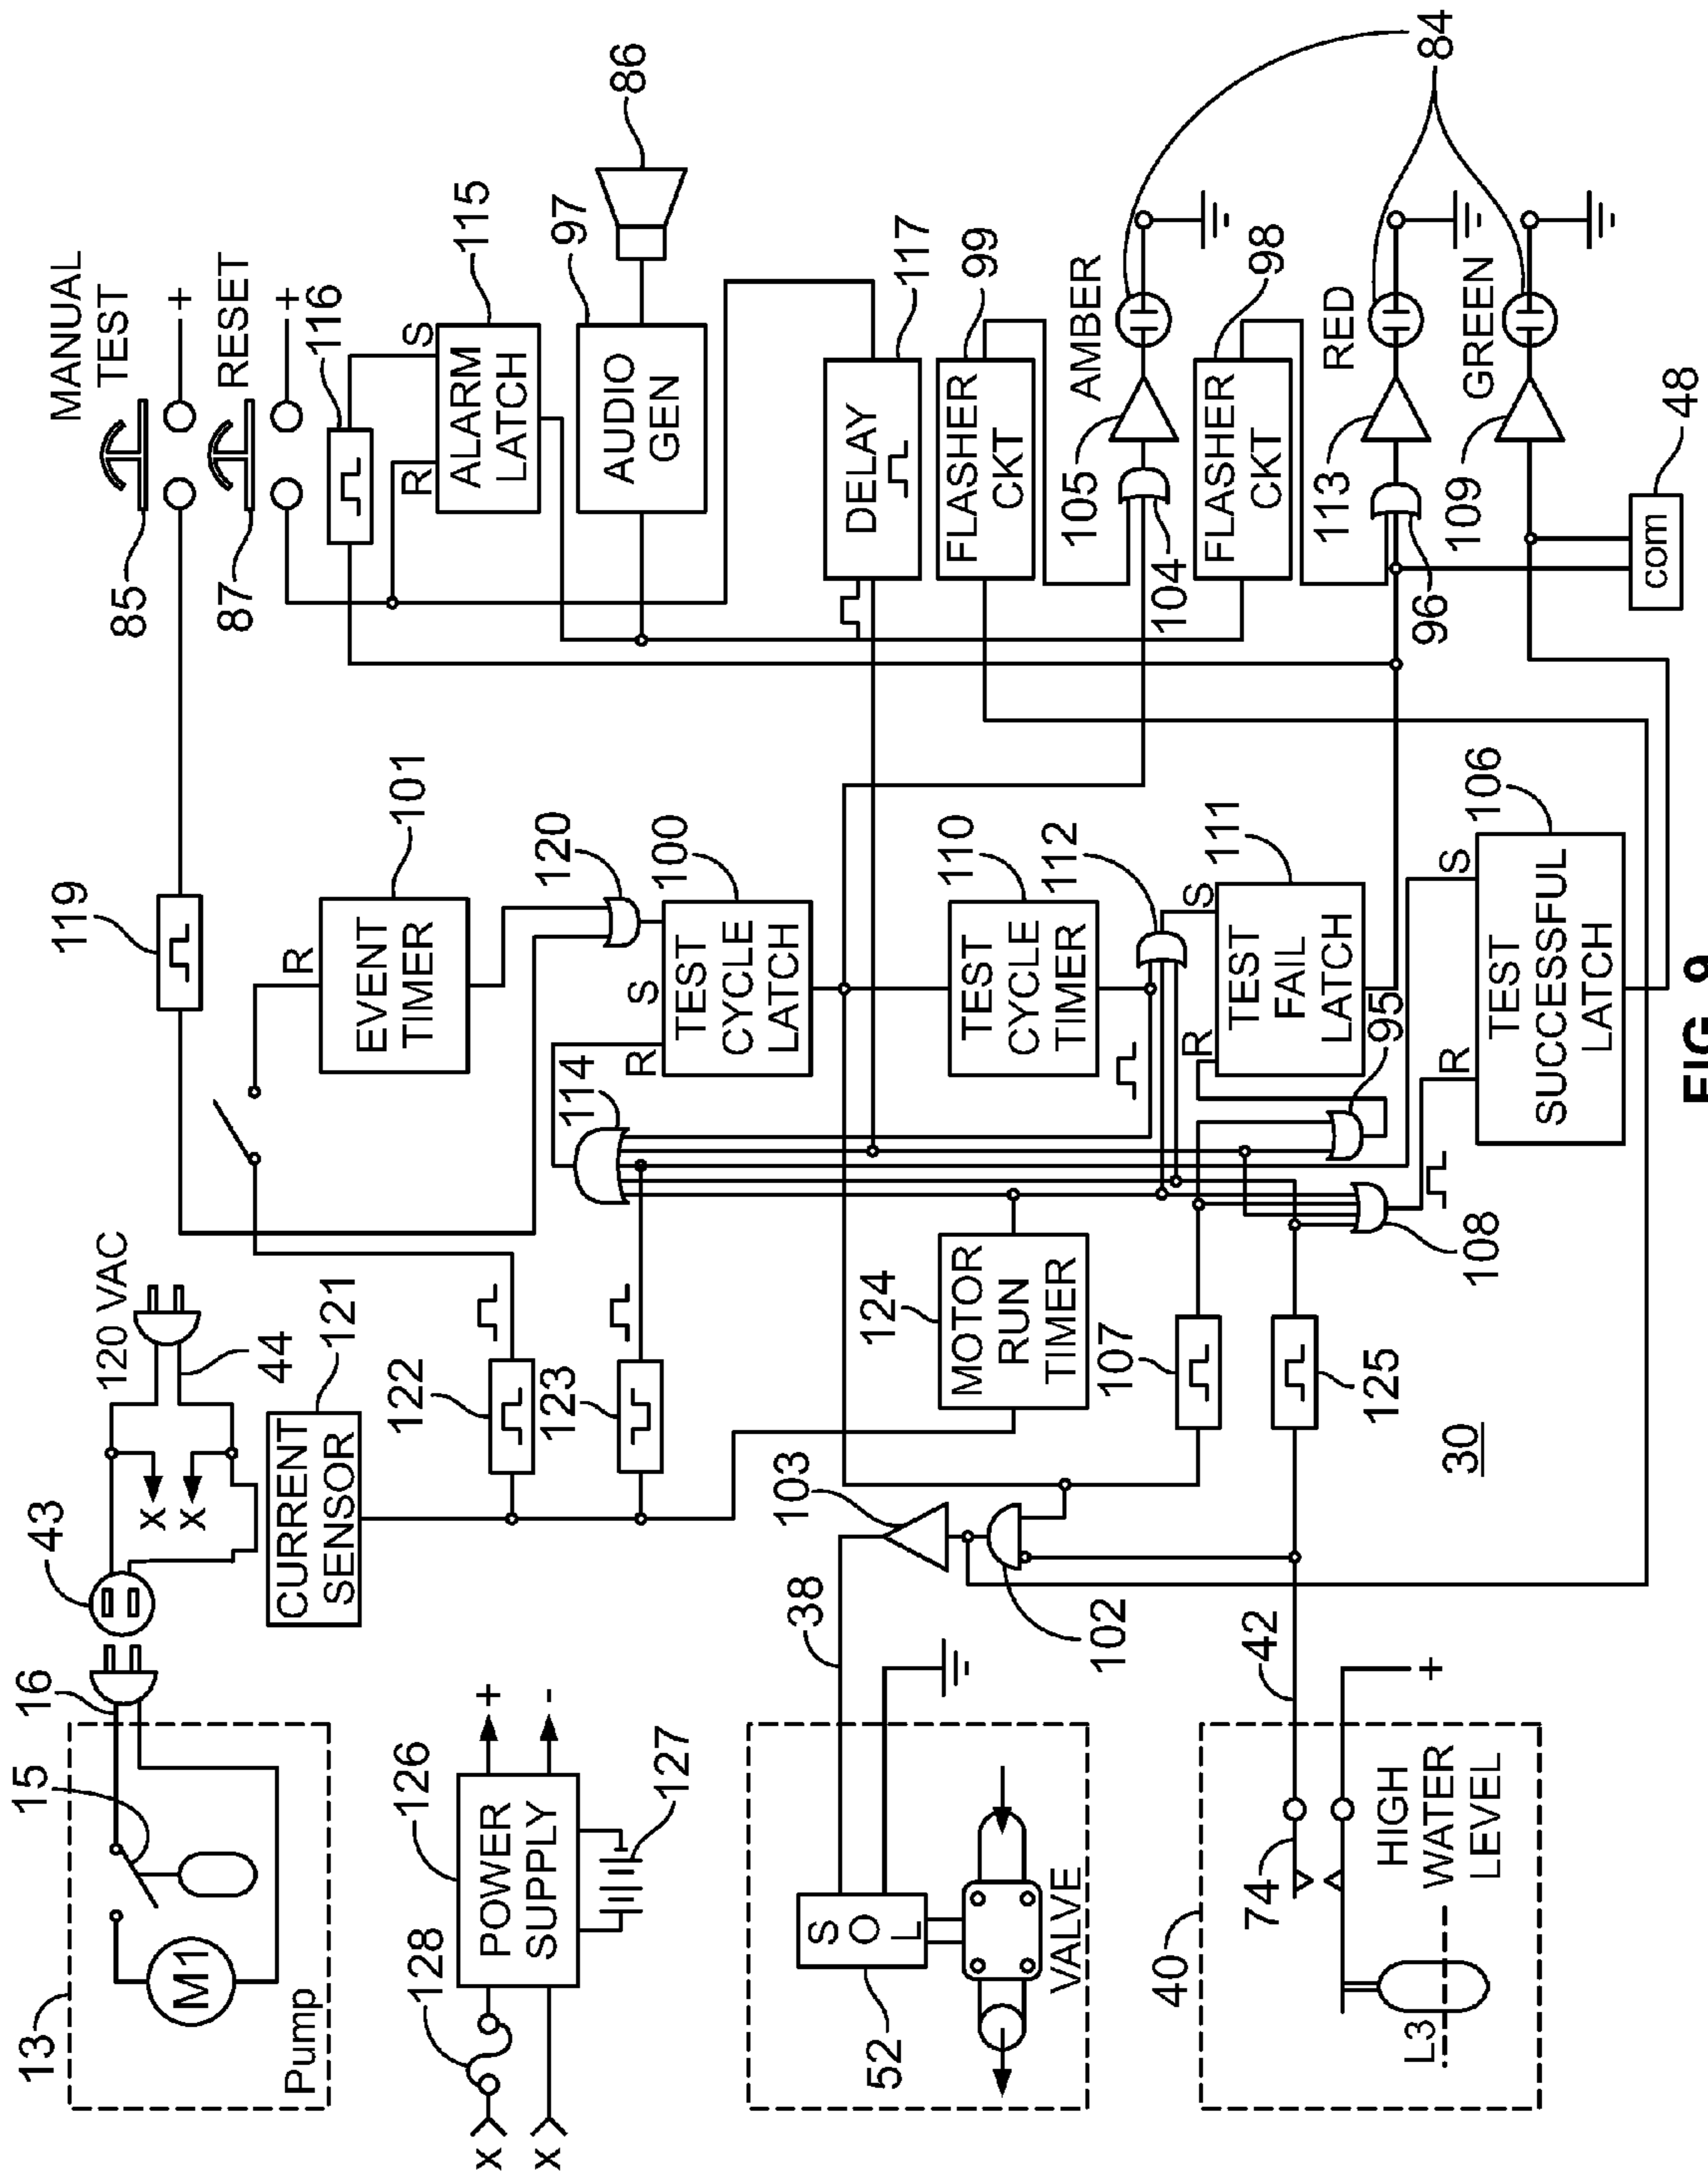 MANUAL
TEST
85
+
RESET
87
+
116
119
S
R
ALARM
LATCH
115
AUDIO
GEN
97
86
DELAY
117
FLASHER
CKT
99
AMBER
105
104
84
FLASHER
CKT
98
RED
113
96
GREEN
109
com
48
R
EVENT
TIMER
101
120
S
R
TEST
CYCLE
LATCH
100
114
TEST
CYCLE
TIMER
110
112
S
R
TEST
FAIL
LATCH
111
95
S
R
TEST
SUCCESSFUL
LATCH
106
108
120 VAC
44
43
X
X
CURRENT
SENSOR
121
122
123
MOTOR
RUN
TIMER
124
107
125
103
102
38
42
30
13
15
16
M1
Pump
126
POWER
SUPPLY
+
-
127
128
X
X
SOL
52
VALVE
40
74
+
HIGH
WATER
LEVEL
L3
FIG. 9